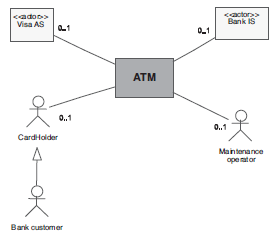 <<actor>>
Visa AS
<<actor>>
Bank IS
0..1
0..1
ATM
0..1
0..1
CardHolder
Maintenance
operator
Bank customer